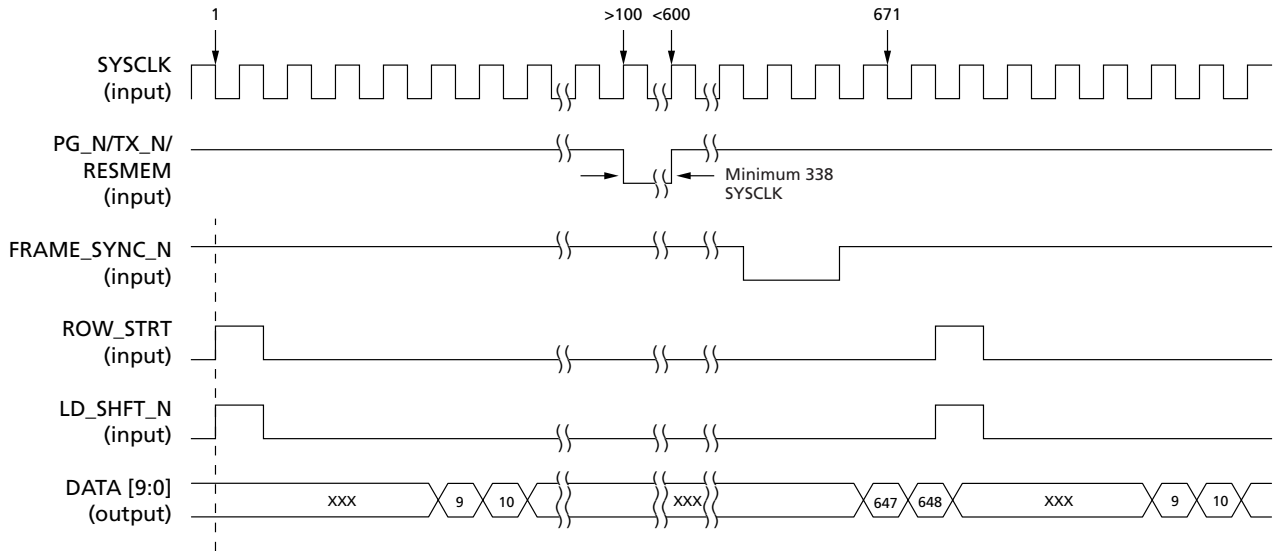 1 >100 <600 671
SYSCLK
(input)
PG_N/TX_N/
RESMEM
(input)
Minimum 338
SYSCLK
FRAME_SYNC_N
(input)
ROW_STRT
(input)
LD_SHFT_N
(input)
DATA [9:0]
(output)
XXX 9 10 XXX 647 648 XXX 9 10